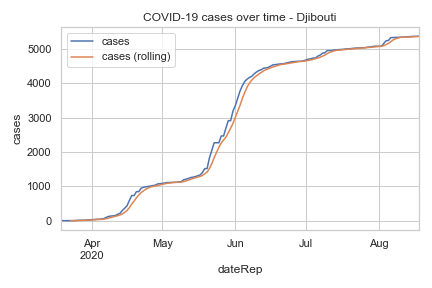 COVID-19 cases over time - Djibouti
cases
cases (rolling)
5000
4000
3000
2000
1000
0
cases
Apr
2020
May
Jun
Jul
Aug
dateRep